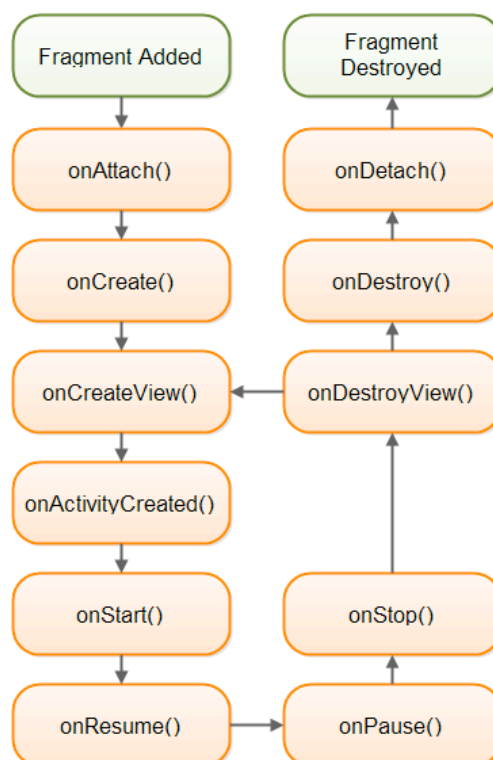 Fragment Added
onAttach()
onCreate()
onCreateView()
onActivityCreated()
onStart()
onResume()
Fragment
Destroyed
onDetach()
onDestroy()
onDestroyView()
onStop()
onPause()